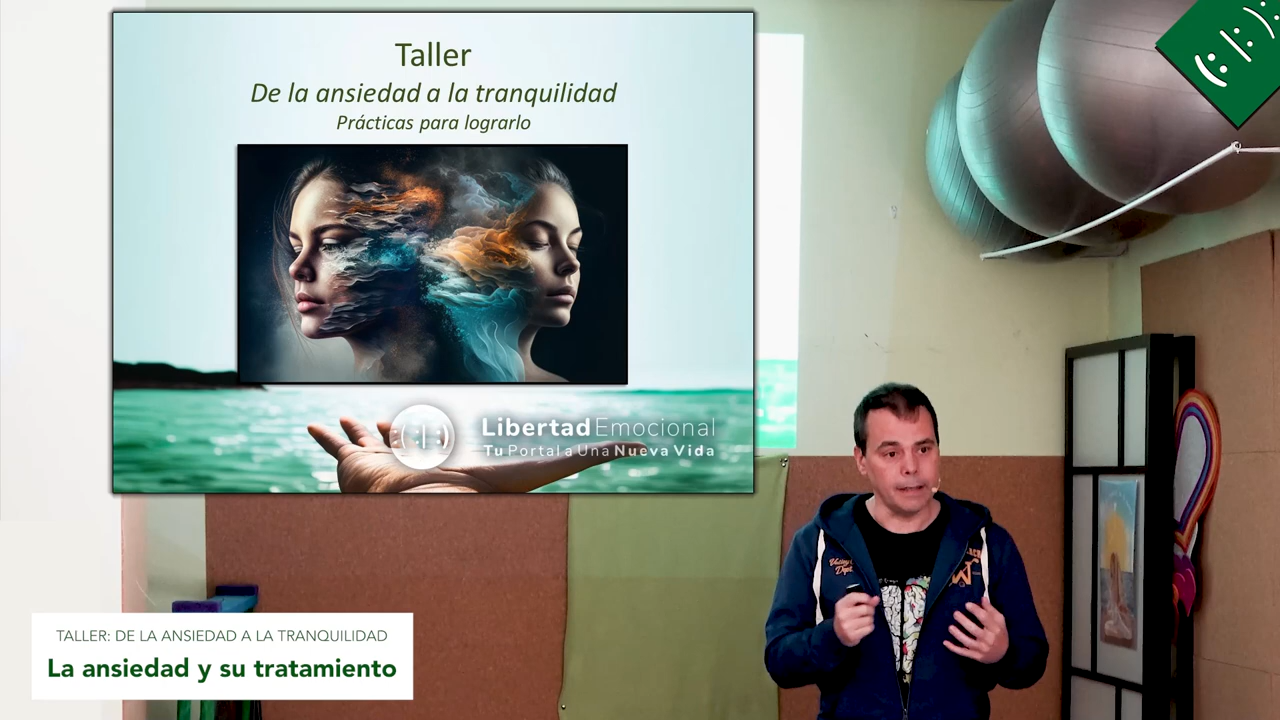 Taller
De la ansiedad a la tranquilidad
Prácticas para lograrlo
Libertad Emocional
Tu Portal a Una Nueva Vida
TALLER: DE LA ANSIEDAD A LA TRANQUILIDAD
La ansiedad y su tratamiento